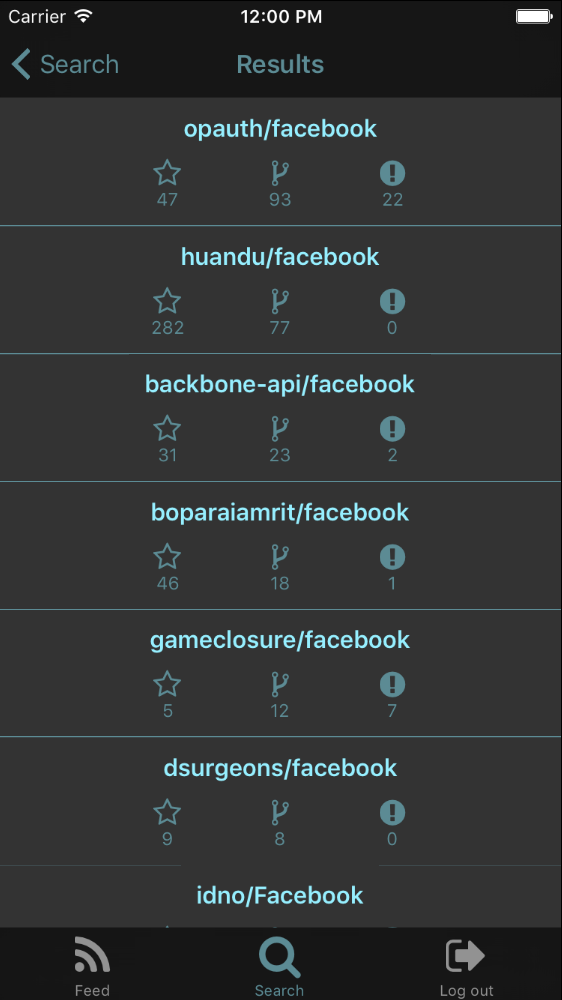 Carrier 12:00 PM
Search Results
opauth/facebook
47 93 22
huandu/facebook
282 77 0
backbone-api/facebook
31 23 2
boparaiamrit/facebook
46 18 1
gameclosure/facebook
5 12 7
dsurgeons/facebook
9 8 0
idno/Facebook
Feed Search Log out